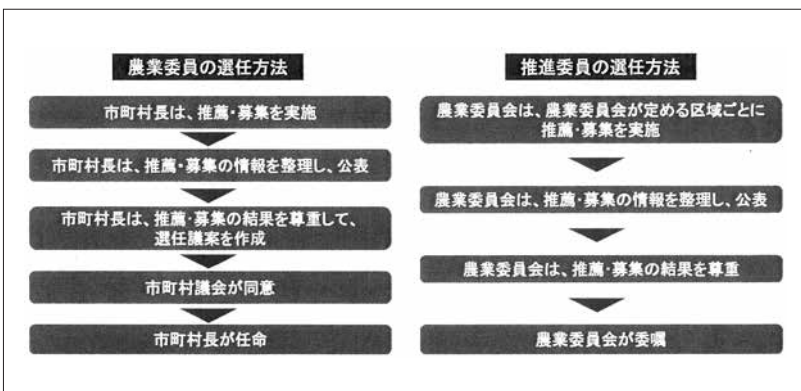 農業委員の選任方法
市町村長は、推薦・募集を実施
市町村長は、推薦・募集の情報を整理し、公表
市町村長は、推薦・募集の結果を尊重して、
選任議案を作成
市町村議会が同意
市町村長が任命
推進委員の選任方法
農業委員会は、農業委員会が定める区域ごとに
推薦・募集を実施
農業委員会は、推薦・募集の情報を整理し、公表
農業委員会は、推薦・募集の結果を尊重
農業委員会が委嘱